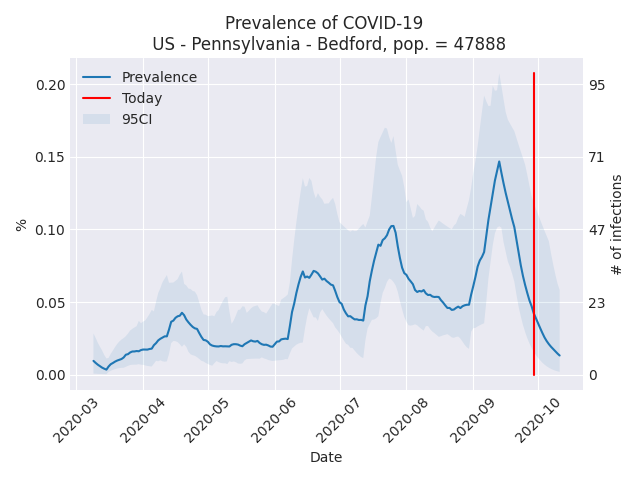 Prevalence of COVID-19
US - Pennsylvania - Bedford, pop. = 47888
Prevalence
Today
95CI
%
0.20
0.15
0.10
0.05
0.00
95
71
47
23
0
# of infections
2020-03
2020-04
2020-05
2020-06
2020-07
2020-08
2020-09
2020-10
Date